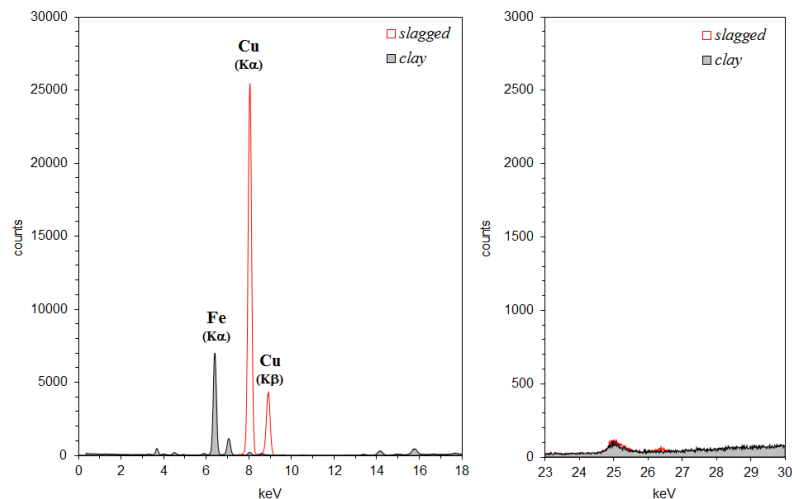 30000
25000
20000
15000
10000
5000
0
counts
Cu
(Kα)
Fe
(Kα)
Cu
(Kβ)
slagged
clay
0 2 4 6 8 10 12 14 16 18
keV
3000
2500
2000
1500
1000
500
0
counts
slagged
clay
23 24 25 26 27 28 29 30
keV